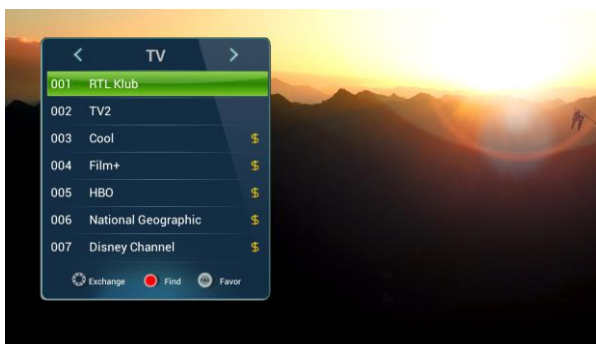 TV
001 RTL Klub
002 TV2
003 Cool $
004 Film+ $
005 HBO $
006 National Geographic $
007 Disney Channel $
Exchange Find Favor